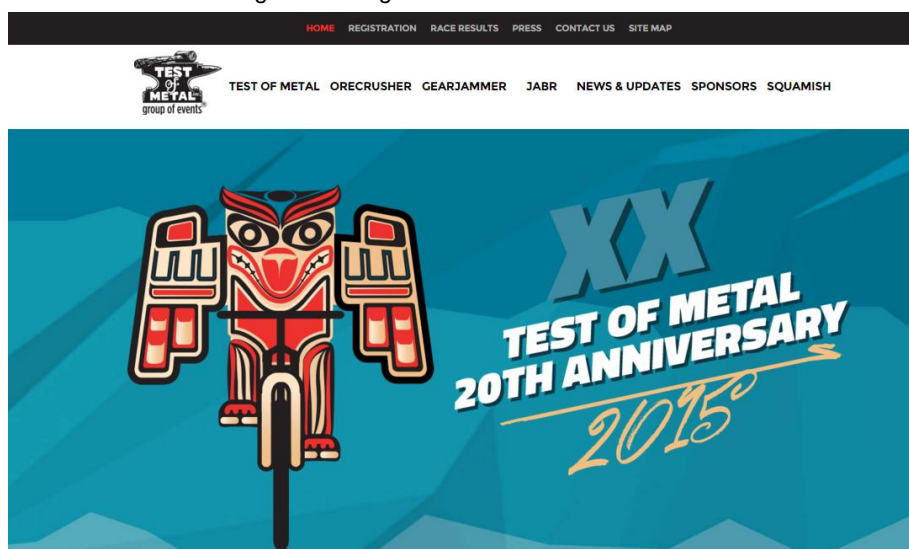 HOME REGISTRATION RACE RESULTS PRESS CONTACT US SITE MAP
TEST
of
METAL
group of events®
TEST OF METAL ORECRUSHER GEARJAMMER JABR NEWS & UPDATES SPONSORS SQUAMISH
XX
TEST OF METAL
20TH ANNIVERSARY
2015